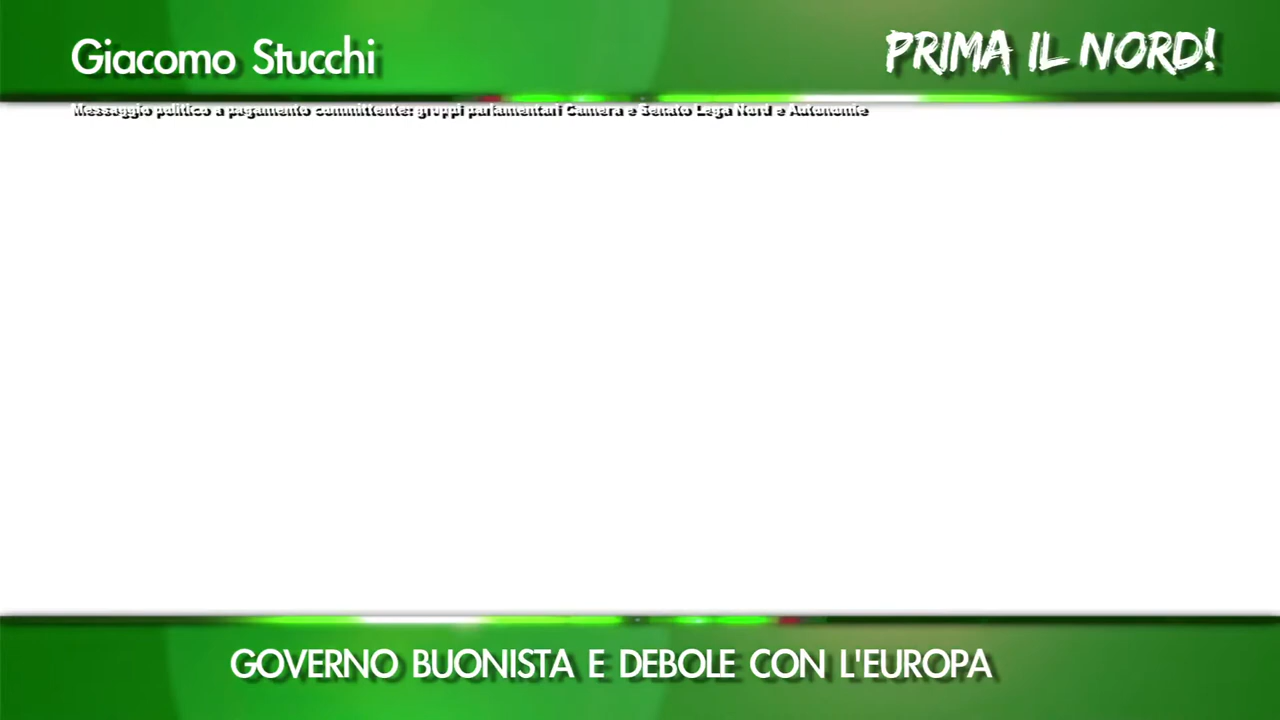 Giacomo Stucchi
PRIMA IL NORD!
Messaggio politico a pagamento committente: gruppi parlamentari Camera e Senato Lega Nord e Autonomie
GOVERNO BUONISTA E DEBOLE CON L'EUROPA